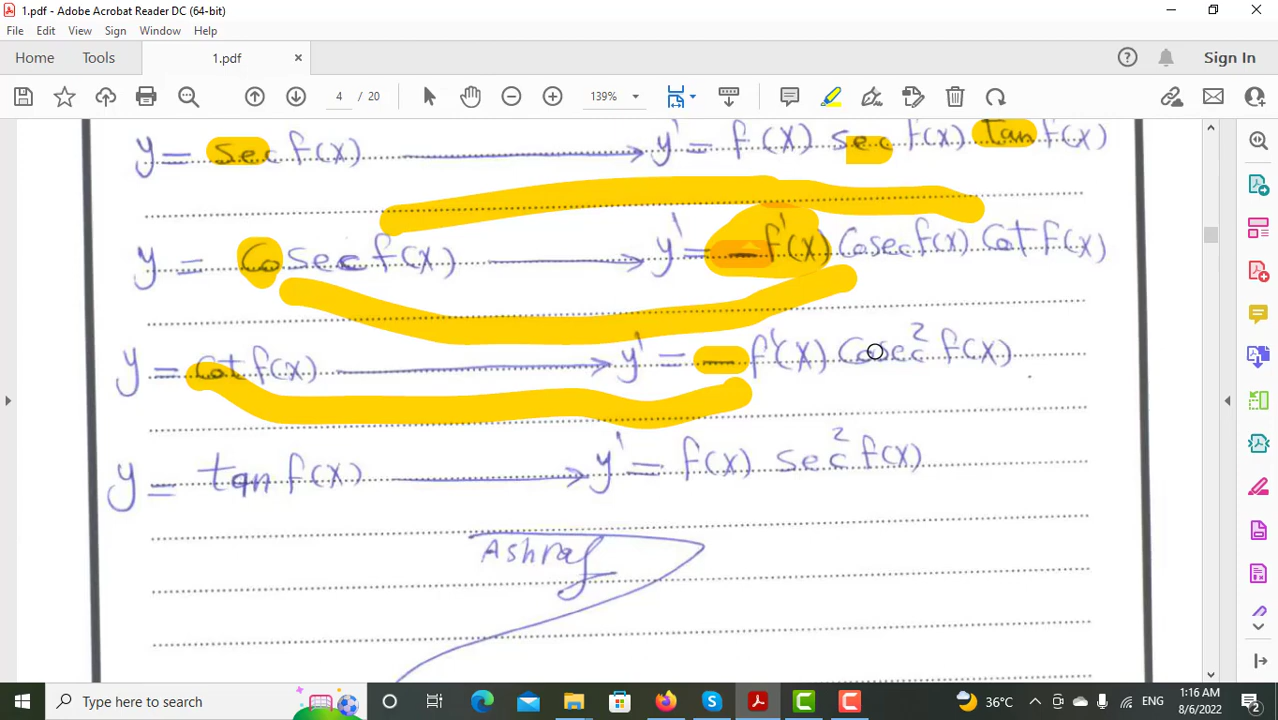 1.pdf - Adobe Acrobat Reader DC (64-bit)
File Edit View Sign Window Help
Home Tools 1.pdf × Sign In
4 / 20 139%
y = sec f(x) → y' = f'(x) sec f(x) tan f(x)
y = Cosec f(x) → y' = - f'(x) Cosec f(x) Cot f(x)
y = Cot f(x) → y' = - f'(x) Cosec² f(x)
y = tan f(x) → y' = f(x) sec² f(x)
Ashraf
Type here to search
36°C ENG 1:16 AM
8/6/2022
2